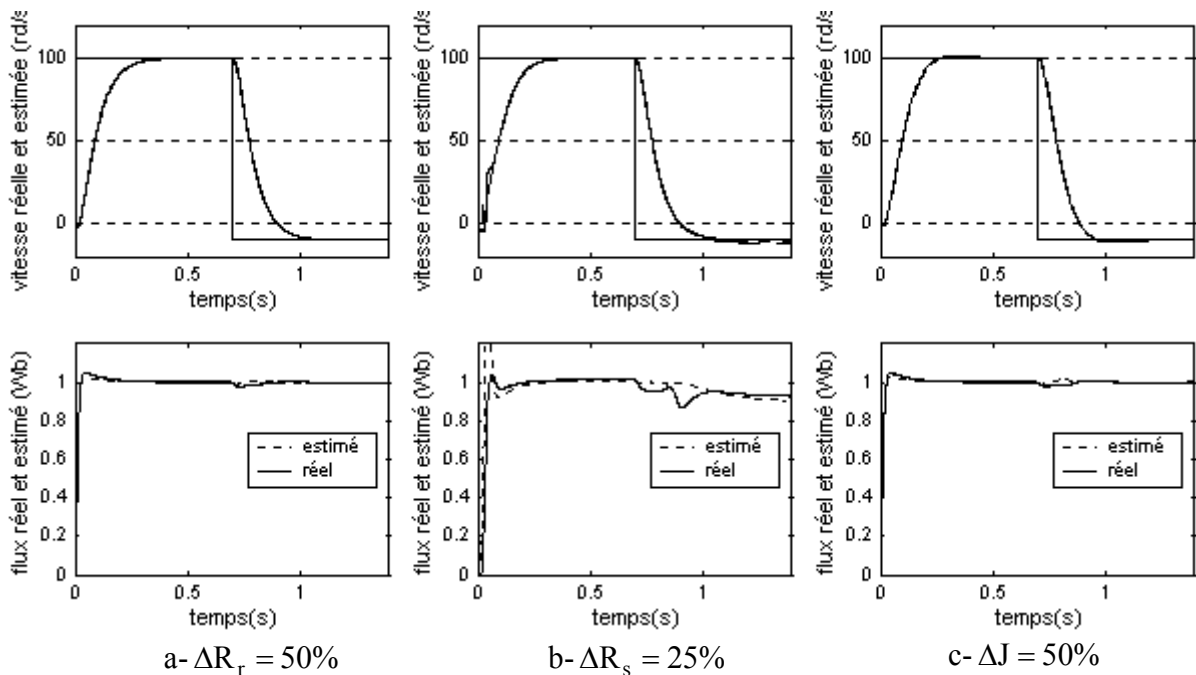 vitesse réelle et estimée (rd/s
100
50
0
0
0.5
1
temps(s)
vitesse réelle et estimée (rd/s
100
50
0
0
0.5
1
temps(s)
vitesse réelle et estimée (rd/s
100
50
0
0
0.5
1
temps(s)
flux réel et estimé (Wb)
1
0.8
0.6
0.4
0.2
0
0
0.5
1
temps(s)
estimé
réel
flux réel et estimé (Wb)
1
0.8
0.6
0.4
0.2
0
0
0.5
1
temps(s)
estimé
réel
flux réel et estimé (Wb)
1
0.8
0.6
0.4
0.2
0
0
0.5
1
temps(s)
estimé
réel
a- ΔR_r = 50%
b- ΔR_s = 25%
c- ΔJ = 50%